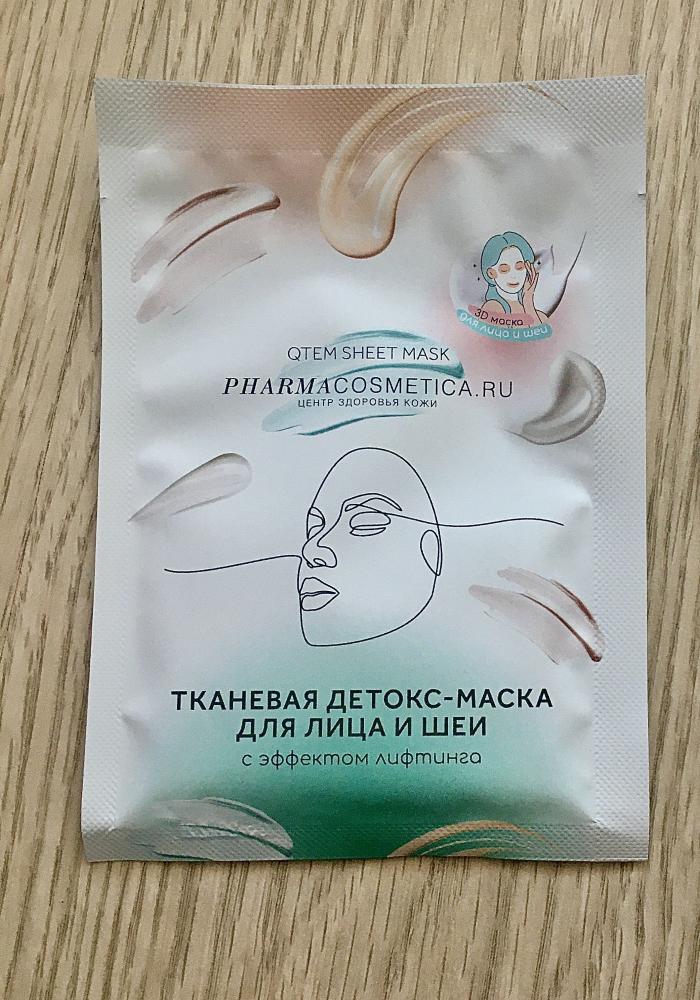 3D маска
для лица и шеи
QTEM SHEET MASK
PHARMACOSMETICA.RU
ЦЕНТР ЗДОРОВЬЯ КОЖИ
ТКАНЕВАЯ ДЕТОКС-МАСКА
ДЛЯ ЛИЦА И ШЕИ
с эффектом лифтинга